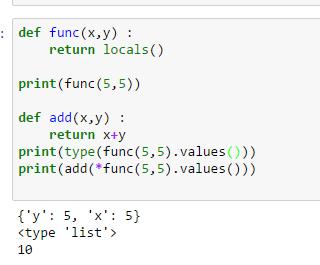 :
def func(x,y) :
    return locals()
print(func(5,5))
def add(x,y) :
    return x+y
print(type(func(5,5).values()))
print(add(*func(5,5).values()))
{'y': 5, 'x': 5}
<type 'list'>
10